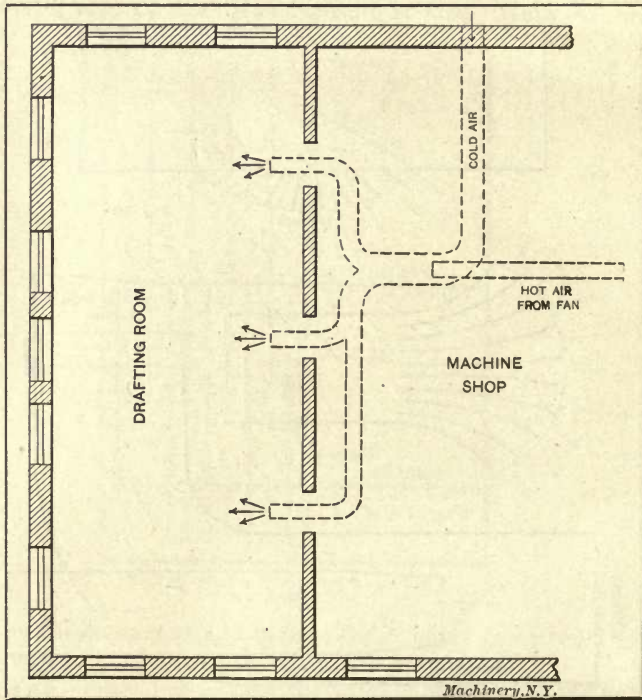 COLD AIR
HOT AIR
FROM FAN
DRAFTING ROOM
MACHINE
SHOP
Machinery, N.Y.